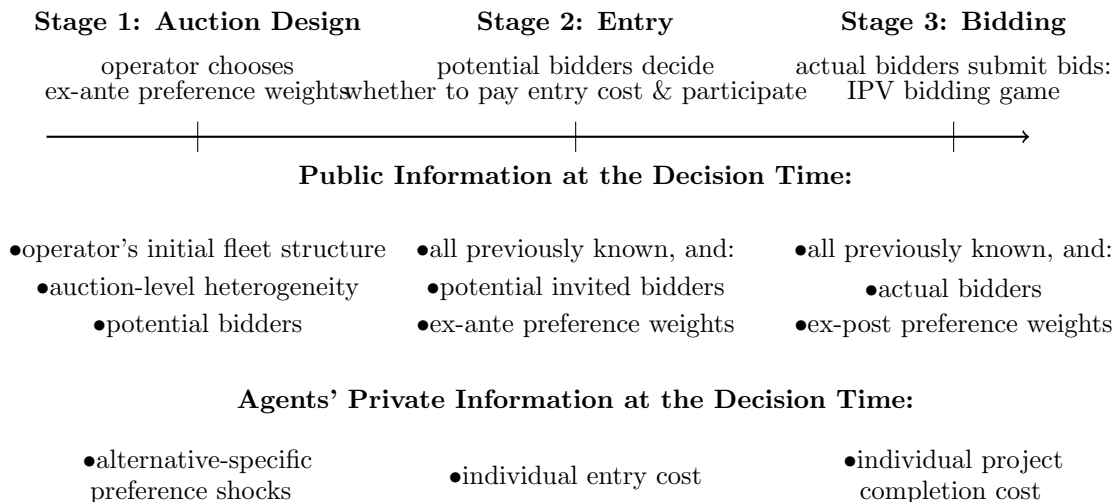 Stage 1: Auction Design Stage 2: Entry Stage 3: Bidding
operator chooses potential bidders decide actual bidders submit bids:
ex-ante preference weights whether to pay entry cost & participate IPV bidding game
Public Information at the Decision Time:
•operator's initial fleet structure •all previously known, and: •all previously known, and:
•auction-level heterogeneity •potential invited bidders •actual bidders
•potential bidders •ex-ante preference weights •ex-post preference weights
Agents' Private Information at the Decision Time:
•alternative-specific •individual entry cost •individual project
preference shocks completion cost